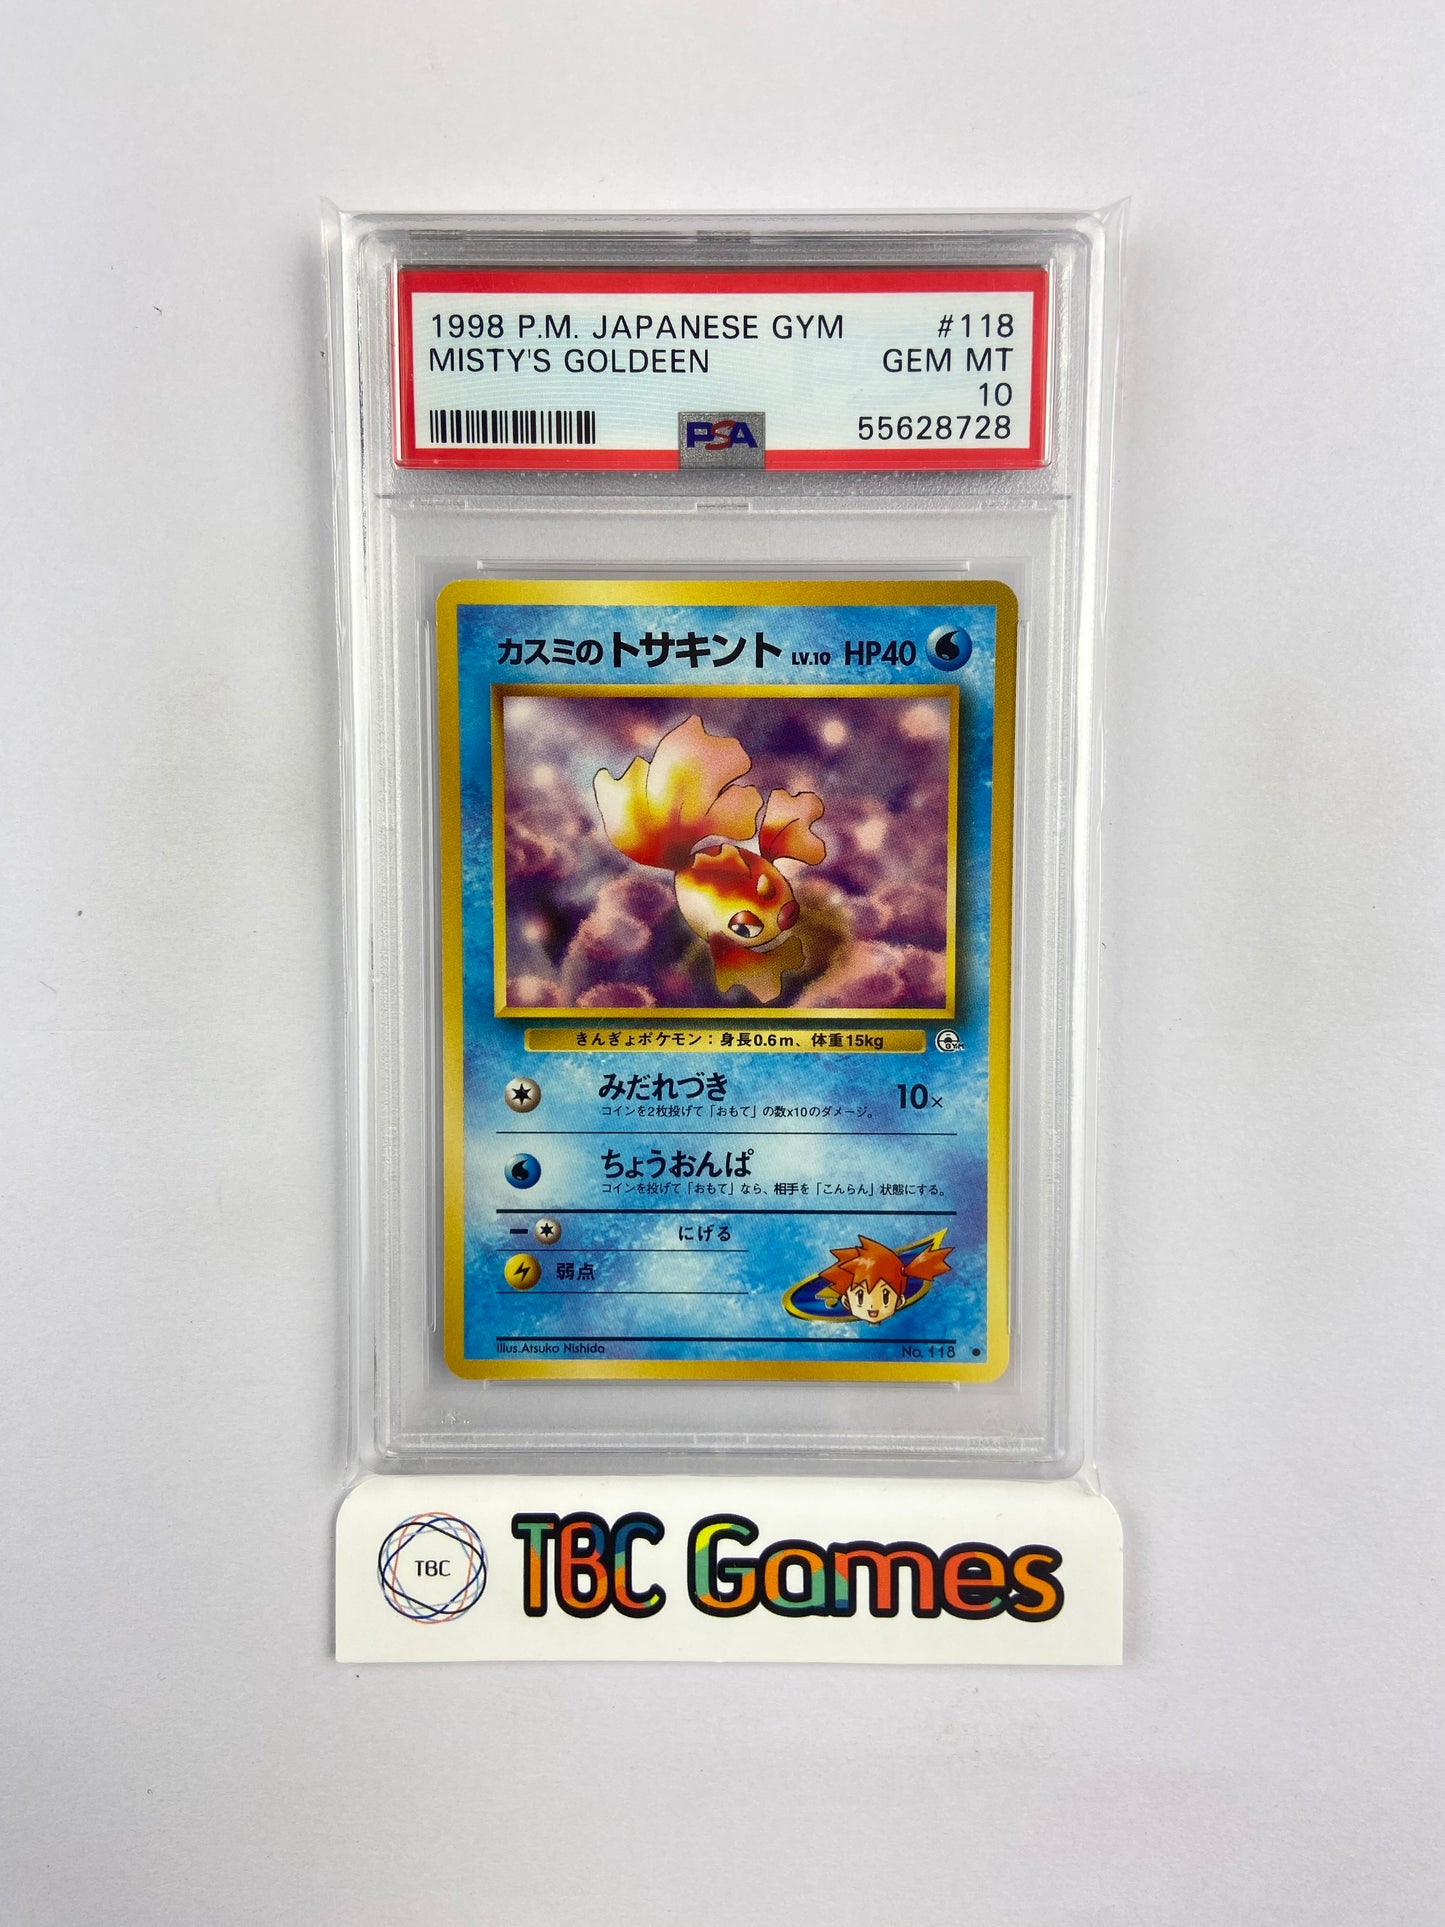 1998 P.M. JAPANESE GYM #118
MISTY'S GOLDEEN GEM MT
10
PSA 55628728
カスミのトサキント LV.10 HP40
きんぎょポケモン：身長0.6m、体重15kg
GYM
みだれづき 10×
コインを2枚投げて「おもて」の数x10のダメージ。
ちょうおんぱ
コインを投げて「おもて」なら、相手を「こんらん」状態にする。
− にげる
弱点
Illus.Atsuko Nishida No. 118 ●
TBC TBC Games